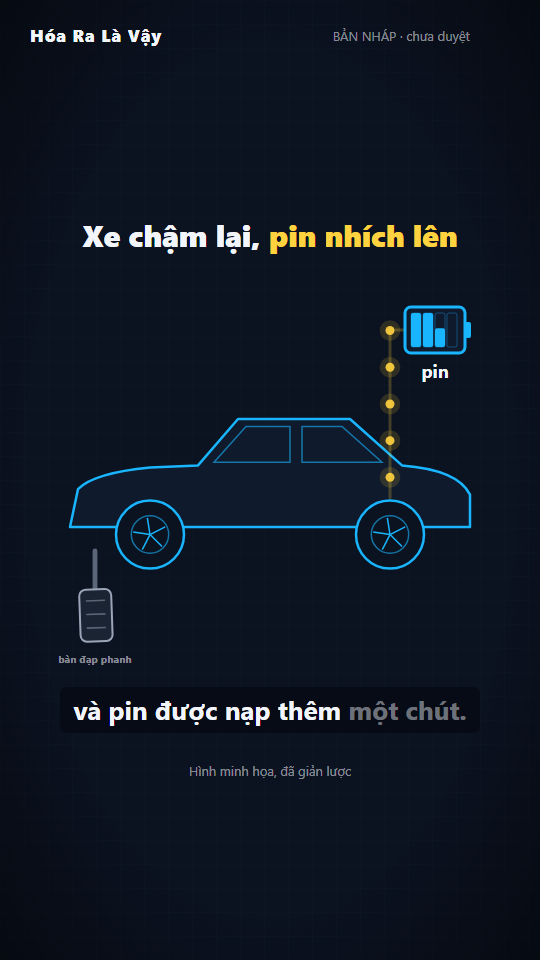 Hóa Ra Là Vậy
BẢN NHÁP · chưa duyệt
Xe chậm lại, pin nhích lên
pin
bàn đạp phanh
và pin được nạp thêm một chút.
Hình minh họa, đã giản lược